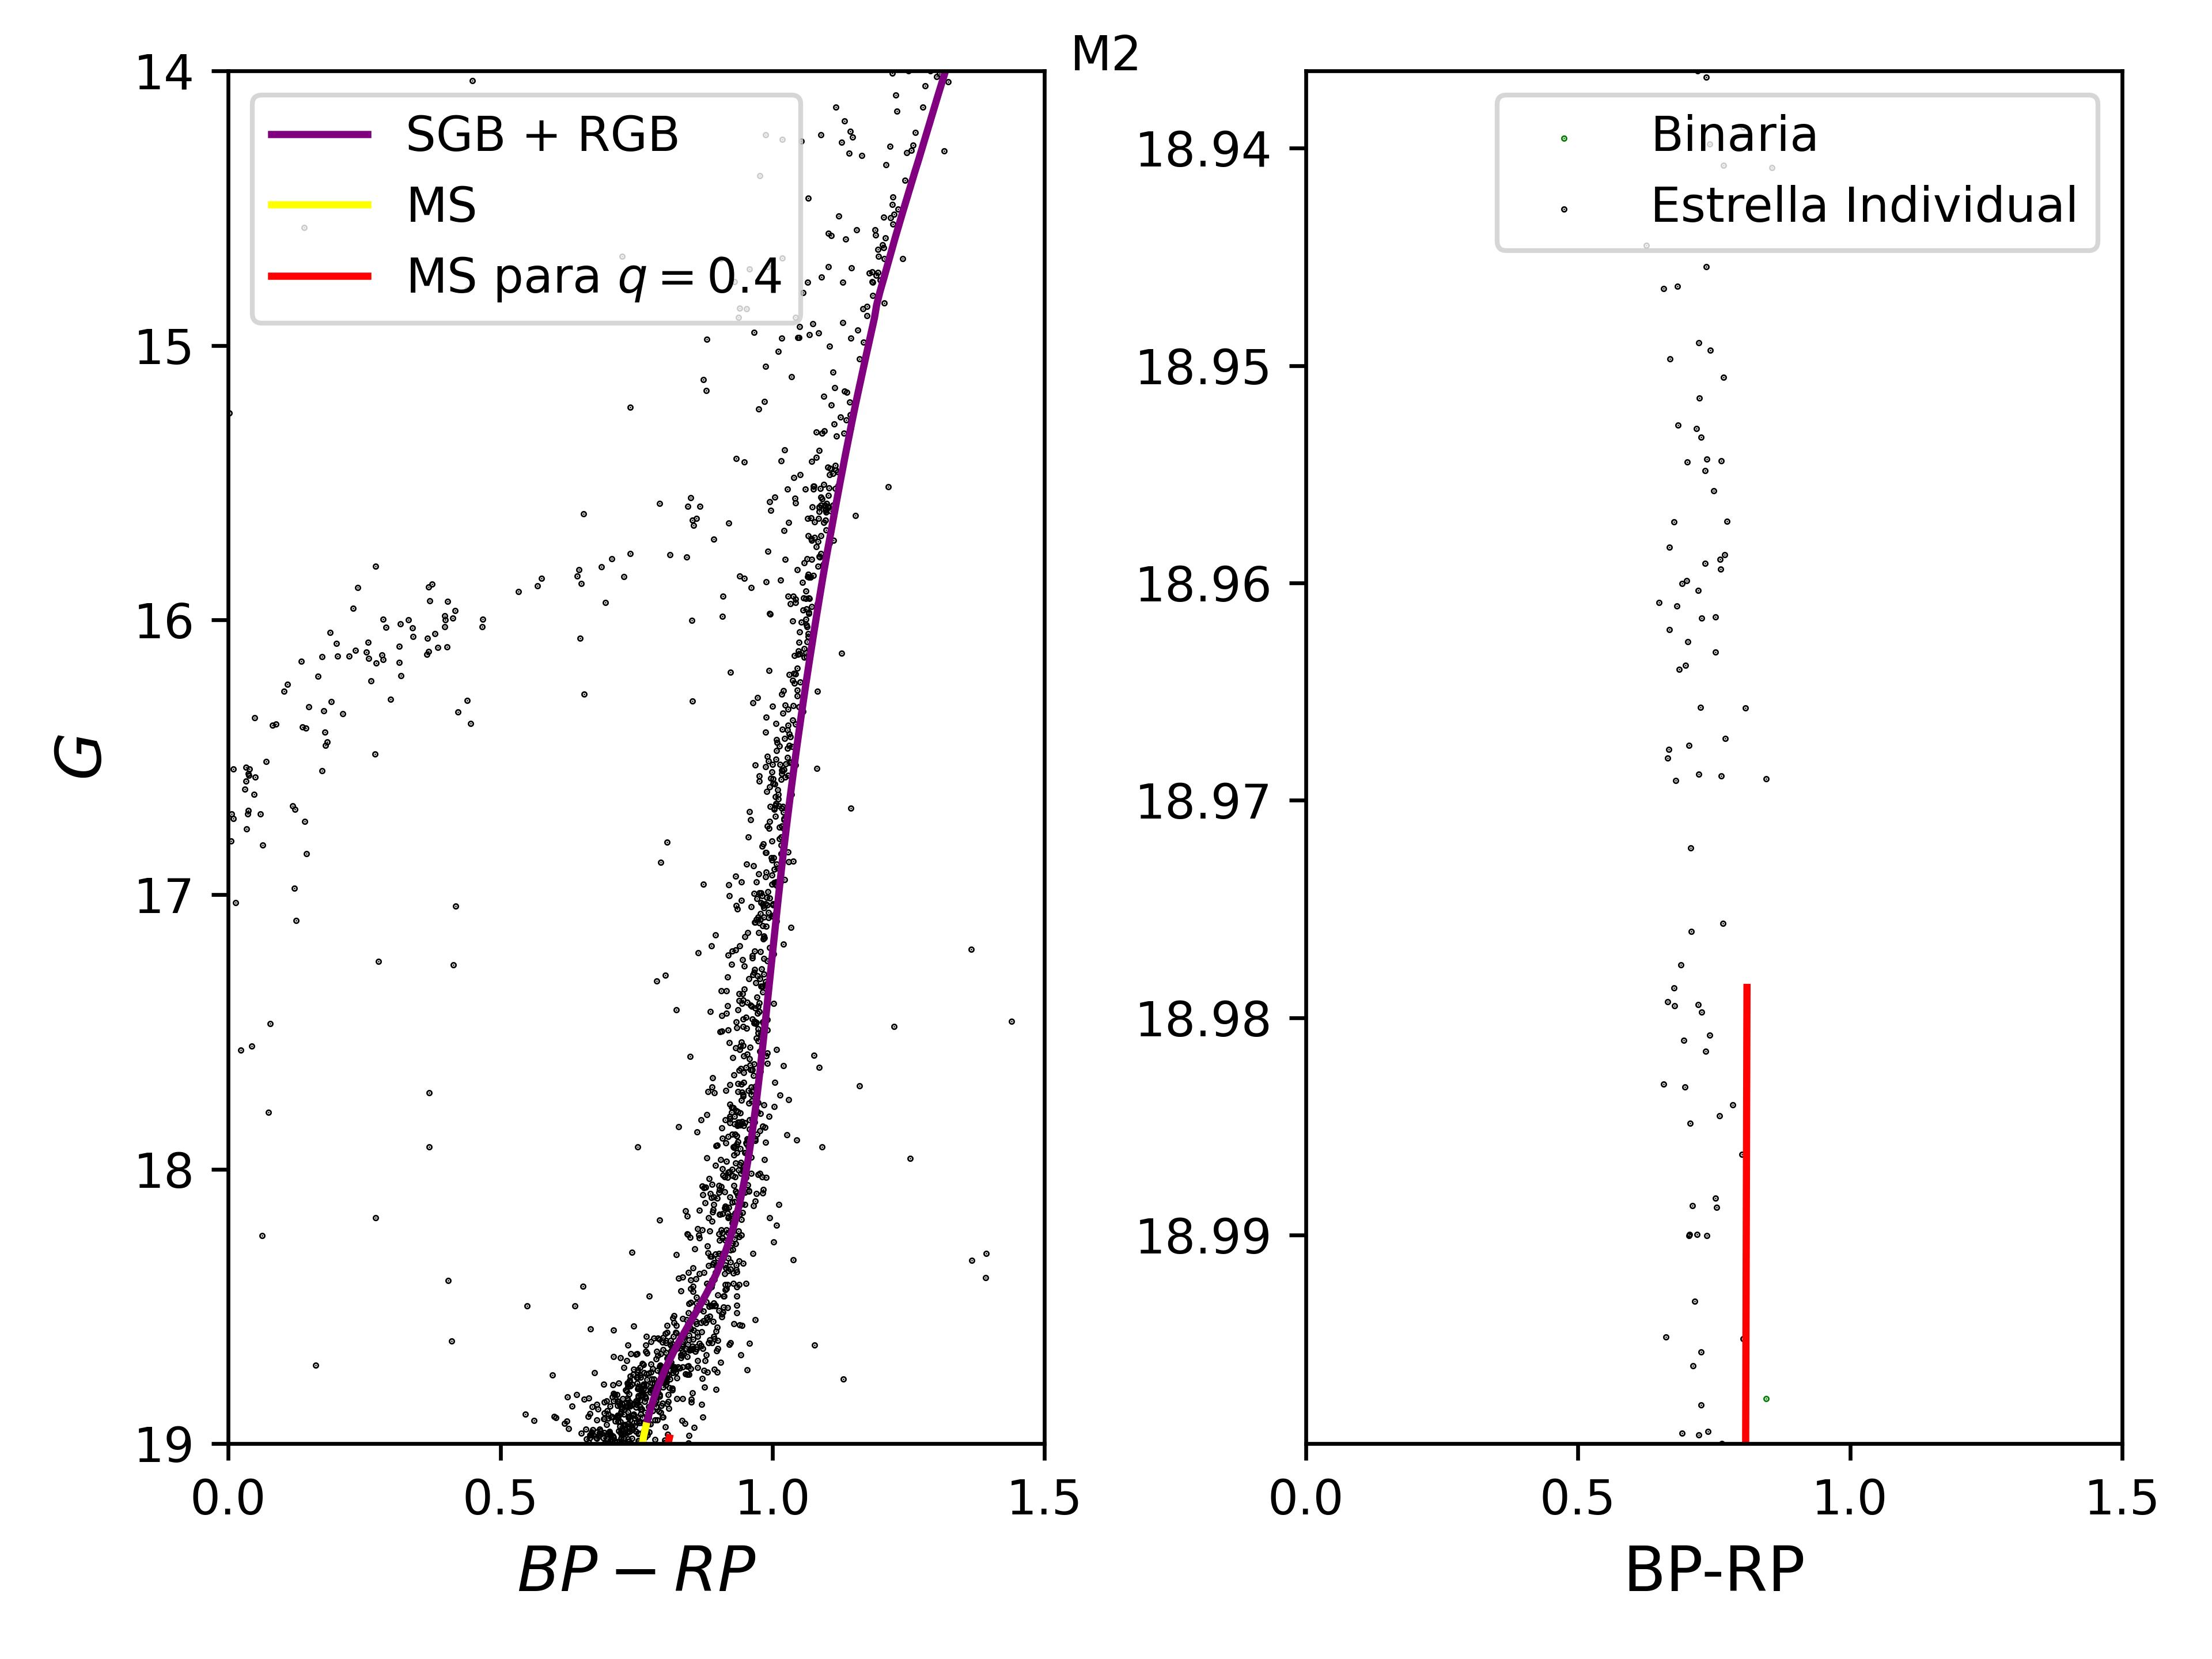 M2
14
15
16
17
18
19
G
0.0
0.5
1.0
1.5
BP − RP
SGB + RGB
MS
MS para q = 0.4
18.94
18.95
18.96
18.97
18.98
18.99
0.0
0.5
1.0
1.5
BP-RP
Binaria
Estrella Individual